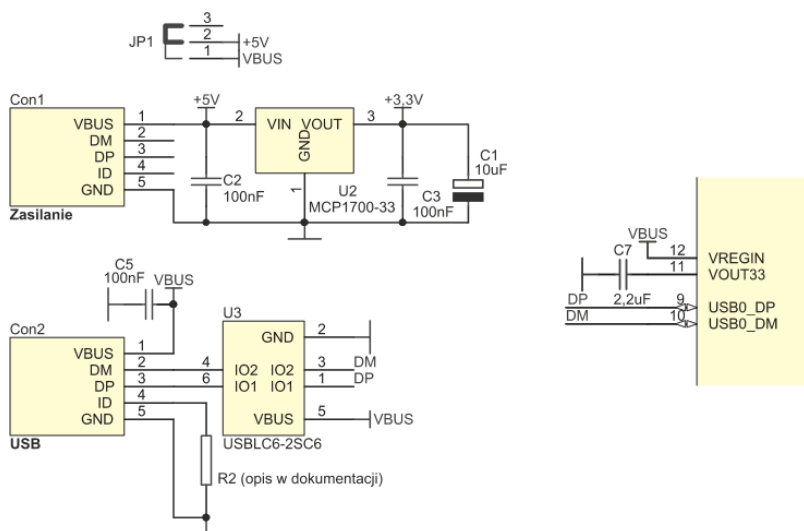 3
JP1 2 +5V
1 VBUS
Con1
+5V +3,3V
VBUS 1 2 VIN VOUT 3
DM 2
DP 3
ID 4
GND 5
GND
1
Zasilanie
C2
100nF
U2
MCP1700-33
C3
100nF
C1
10uF
C5
100nF
VBUS
Con2
VBUS 1
DM 2
DP 3
ID 4
GND 5
USB
U3
GND 2
4 IO2 IO2 3 DM
6 IO1 IO1 1 DP
VBUS 5 VBUS
USBLC6-2SC6
R2 (opis w dokumentacji)
VBUS
12 VREGIN
C7
2,2uF
11 VOUT33
DP 9 USB0_DP
DM 10 USB0_DM